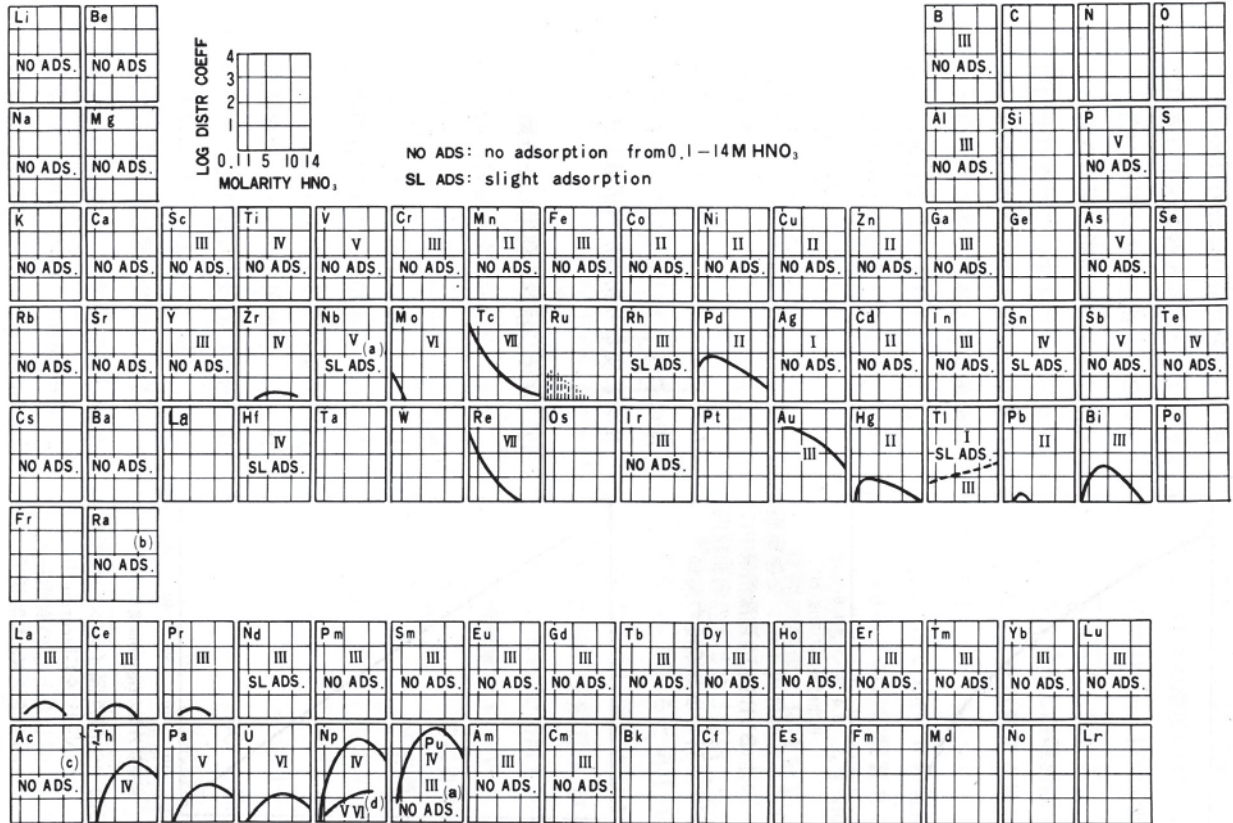 Li Be B C N O
III
NO ADS. NO ADS NO ADS.
LOG DISTR COEFF
4
3
2
1
0.1 1 5 10 14
MOLARITY HNO₃
NO ADS: no adsorption from 0.1-14M HNO₃
SL ADS: slight adsorption
Na Mg Al Si P S
III V
NO ADS. NO ADS. NO ADS. NO ADS.
K Ca Sc Ti V Cr Mn Fe Co Ni Cu Zn Ga Ge As Se
III IV V III II III II II II II III V
NO ADS. NO ADS. NO ADS. NO ADS. NO ADS. NO ADS. NO ADS. NO ADS. NO ADS. NO ADS. NO ADS. NO ADS. NO ADS. NO ADS.
Rb Sr Y Zr Nb Mo Tc Ru Rh Pd Ag Cd In Sn Sb Te
III IV V (a) VI VII III II I II III IV V IV
NO ADS. NO ADS. NO ADS. SL ADS. SL ADS. NO ADS. NO ADS. NO ADS. SL ADS. NO ADS. NO ADS.
Cs Ba La Hf Ta W Re Os Ir Pt Au Hg Tl Pb Bi Po
IV VII III III II I II III
NO ADS. NO ADS. SL ADS. NO ADS. SL ADS.
III
Fr Ra
(b)
NO ADS.
La Ce Pr Nd Pm Sm Eu Gd Tb Dy Ho Er Tm Yb Lu
III III III III III III III III III III III III III III III
SL ADS. NO ADS. NO ADS. NO ADS. NO ADS. NO ADS. NO ADS. NO ADS. NO ADS. NO ADS. NO ADS. NO ADS.
Ac Th Pa U Np Pu Am Cm Bk Cf Es Fm Md No Lr
(c) IV V VI IV IV III III
NO ADS. V VI (d) III (a) NO ADS. NO ADS. NO ADS.